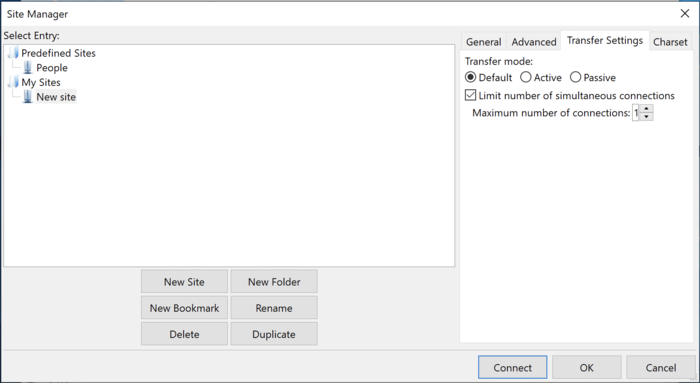 Site Manager
Select Entry:
Predefined Sites
People
My Sites
New site
New Site
New Folder
New Bookmark
Rename
Delete
Duplicate
General
Advanced
Transfer Settings
Charset
Transfer mode:
Default
Active
Passive
Limit number of simultaneous connections
Maximum number of connections: 1
Connect
OK
Cancel